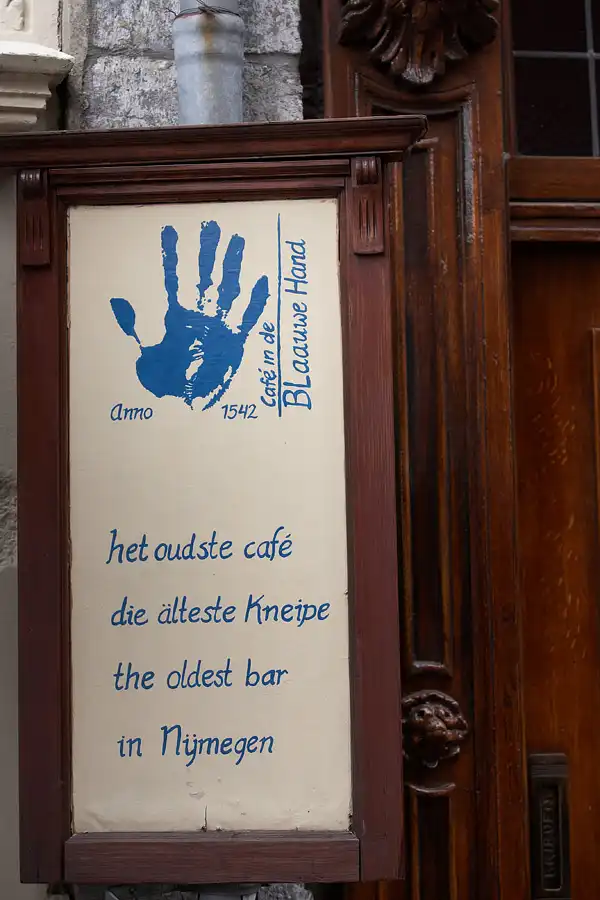 Café in de
BLaauwe Hand
Anno 1542
het oudste café
die älteste Kneipe
the oldest bar
in Nijmegen